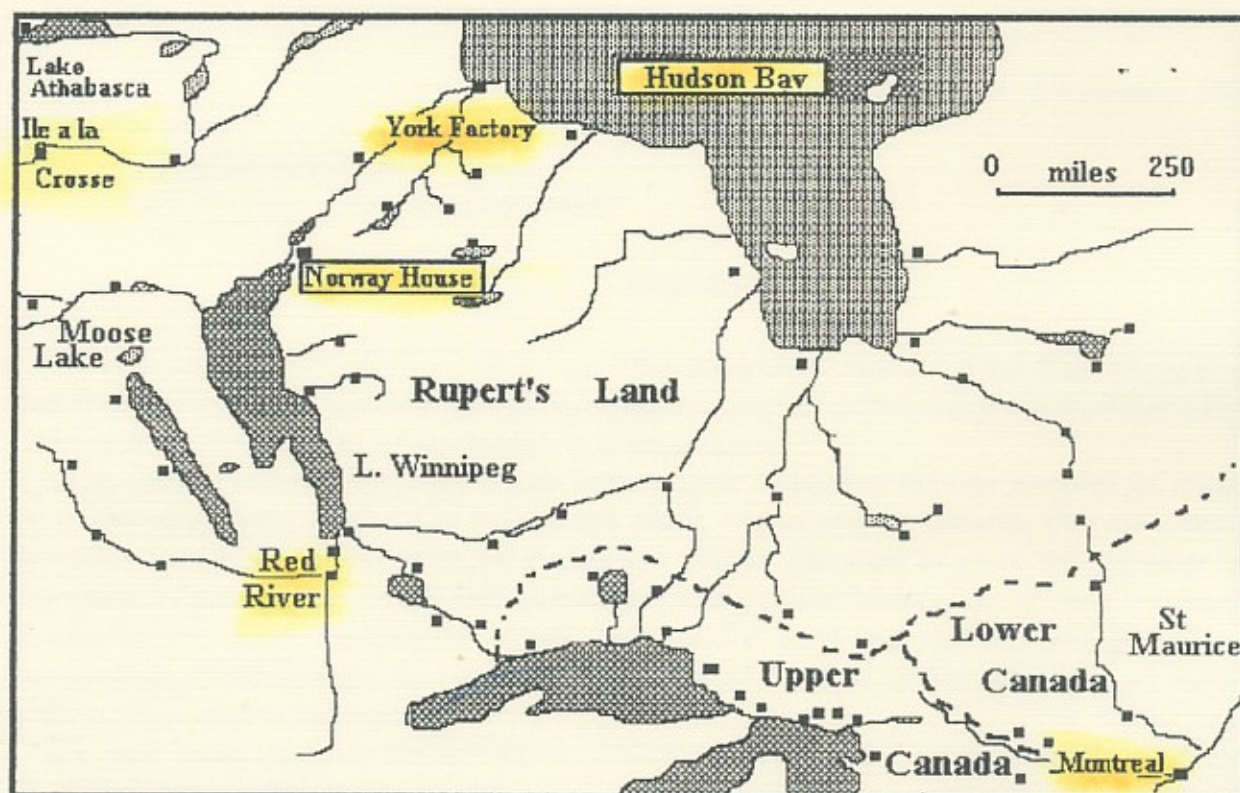 Lake
Athabasca
Hudson Bay
Ile a la
Crosse
York Factory
0 miles 250
Norway House
Moose
Lake
Rupert's Land
L. Winnipeg
Red
River
Lower
Canada
St
Maurice
Upper
Canada
Montreal